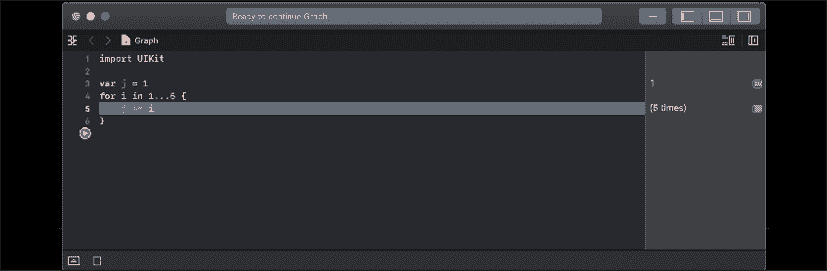 Ready to continue Graph
Graph
1 import UIKit
2
3 var j = 1 1
4 for i in 1...5 {
5 i (5 times)
6 }